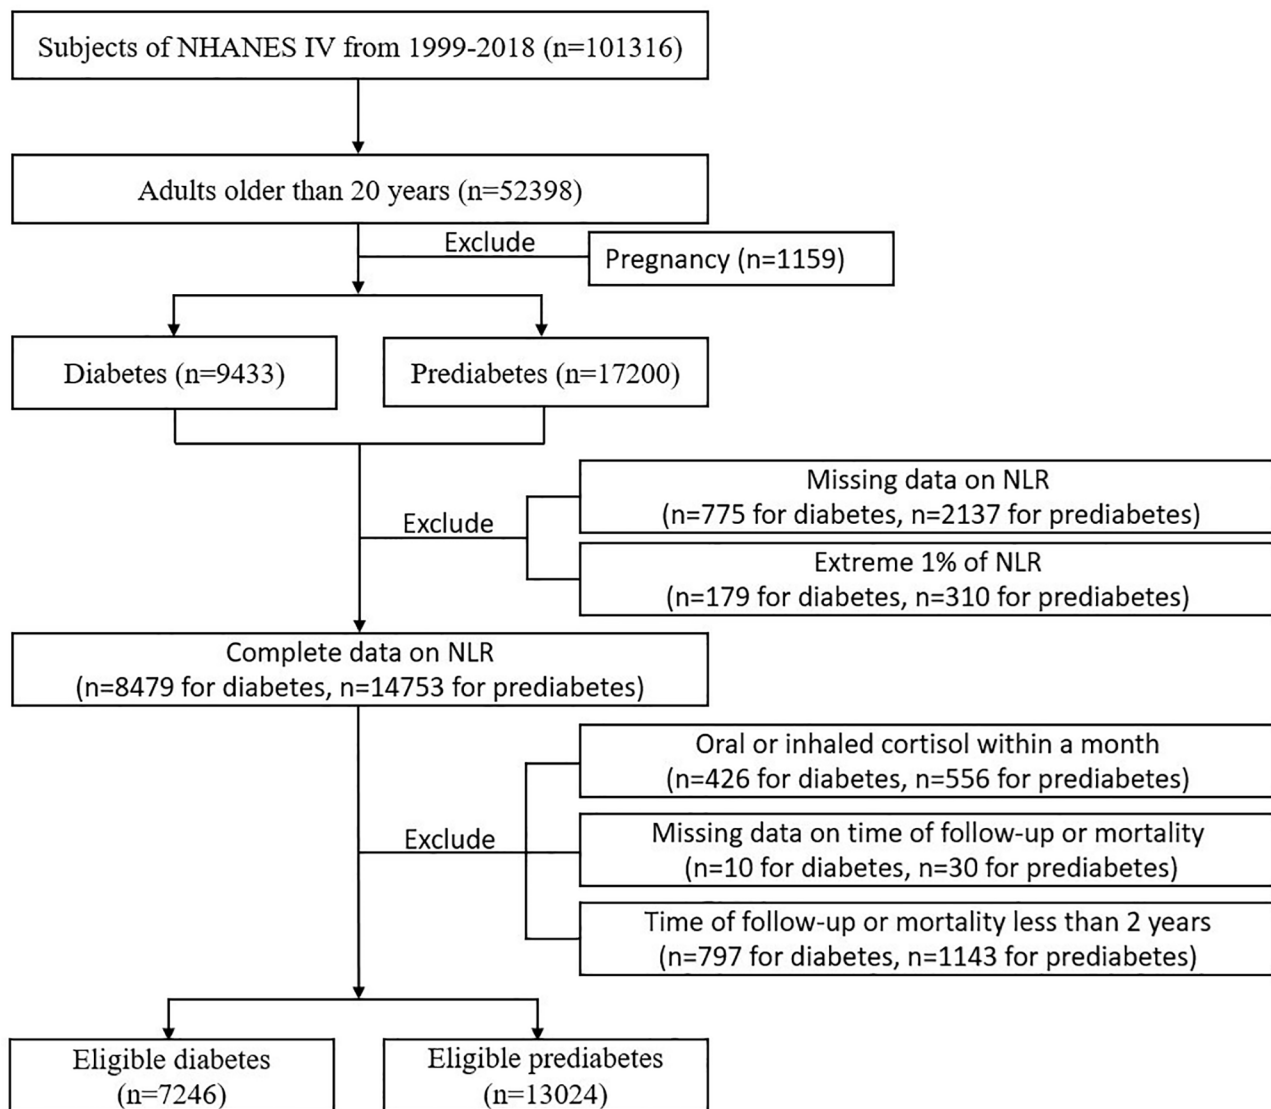 Subjects of NHANES IV from 1999-2018 (n=101316)
Adults older than 20 years (n=52398)
Exclude
Pregnancy (n=1159)
Diabetes (n=9433)
Prediabetes (n=17200)
Exclude
Missing data on NLR
(n=775 for diabetes, n=2137 for prediabetes)
Extreme 1% of NLR
(n=179 for diabetes, n=310 for prediabetes)
Complete data on NLR
(n=8479 for diabetes, n=14753 for prediabetes)
Exclude
Oral or inhaled cortisol within a month
(n=426 for diabetes, n=556 for prediabetes)
Missing data on time of follow-up or mortality
(n=10 for diabetes, n=30 for prediabetes)
Time of follow-up or mortality less than 2 years
(n=797 for diabetes, n=1143 for prediabetes)
Eligible diabetes
(n=7246)
Eligible prediabetes
(n=13024)